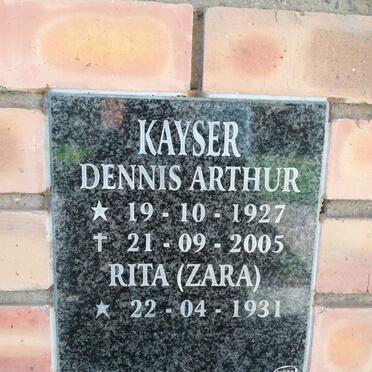 KAYSER
DENNIS ARTHUR
★ 19 - 10 - 1927
✝ 21 - 09 - 2005
RITA (ZARA)
★ 22 - 04 - 1931